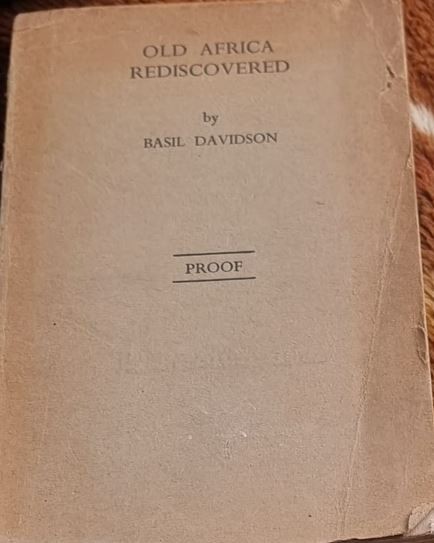 OLD AFRICA
REDISCOVERED
by
BASIL DAVIDSON
PROOF